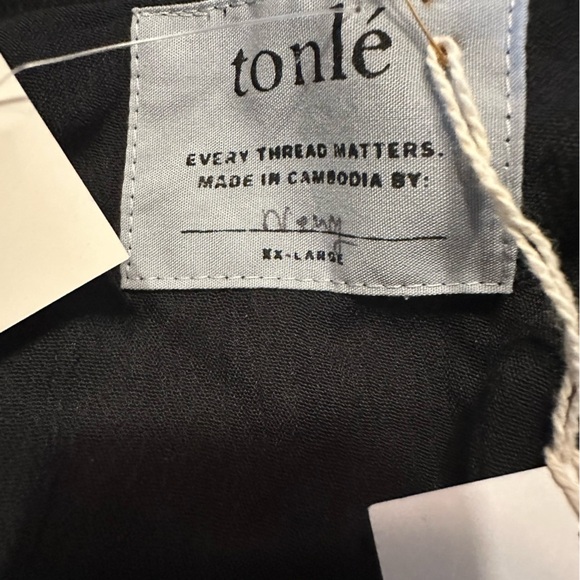 tonlé
EVERY THREAD MATTERS.
MADE IN CAMBODIA BY:
XX-LARGE